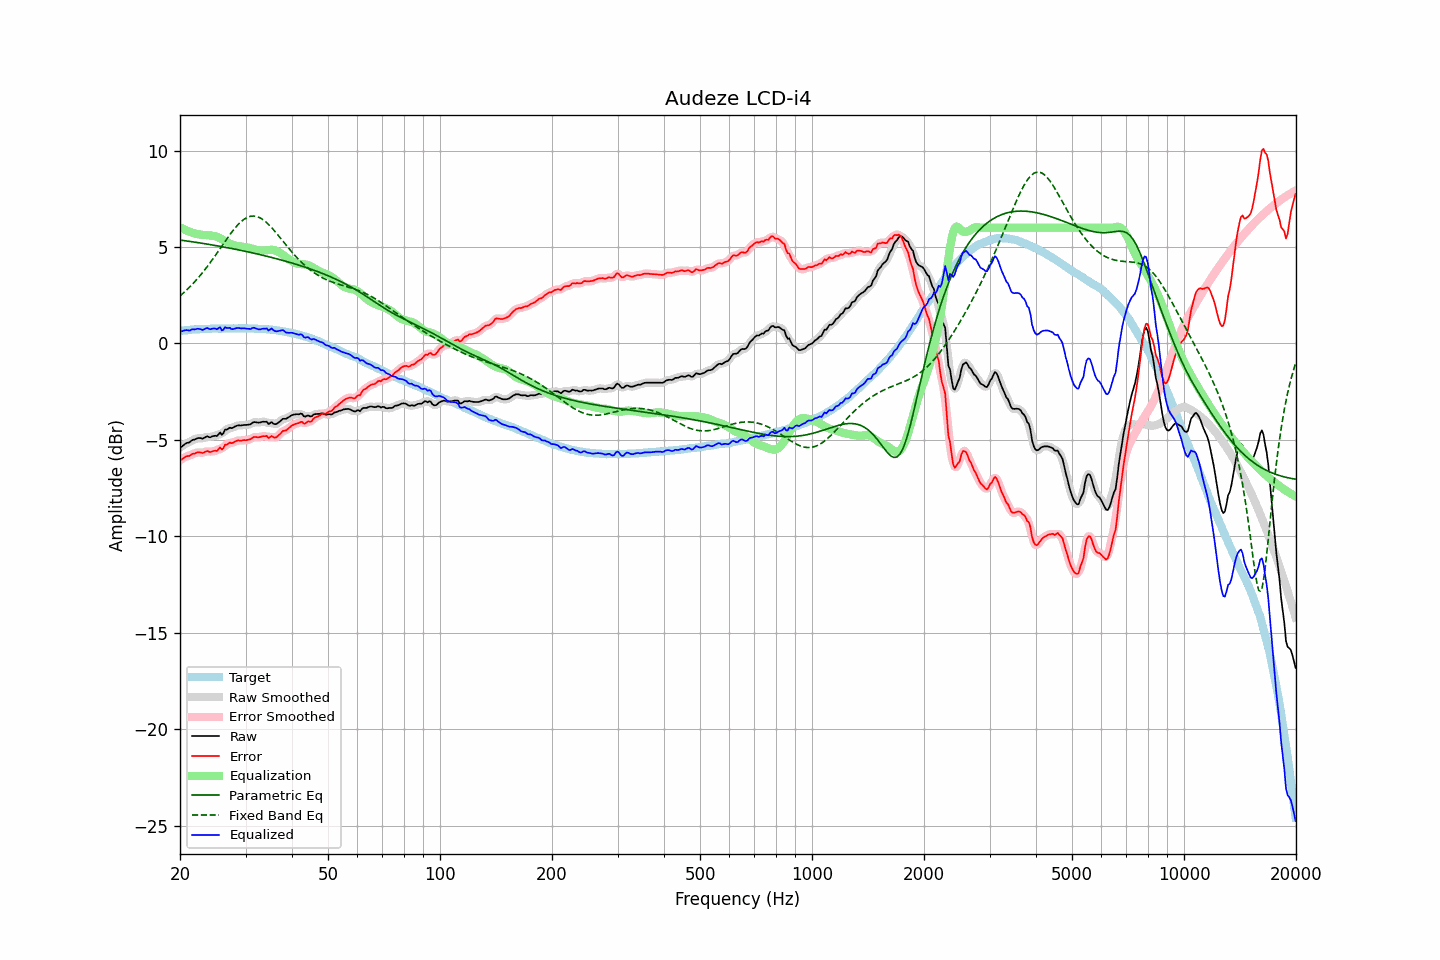 Audeze LCD-i4
Amplitude (dBr)
10
5
0
−5
−10
−15
−20
−25
Target
Raw Smoothed
Error Smoothed
Raw
Error
Equalization
Parametric Eq
Fixed Band Eq
Equalized
20 50 100 200 500 1000 2000 5000 10000 20000
Frequency (Hz)